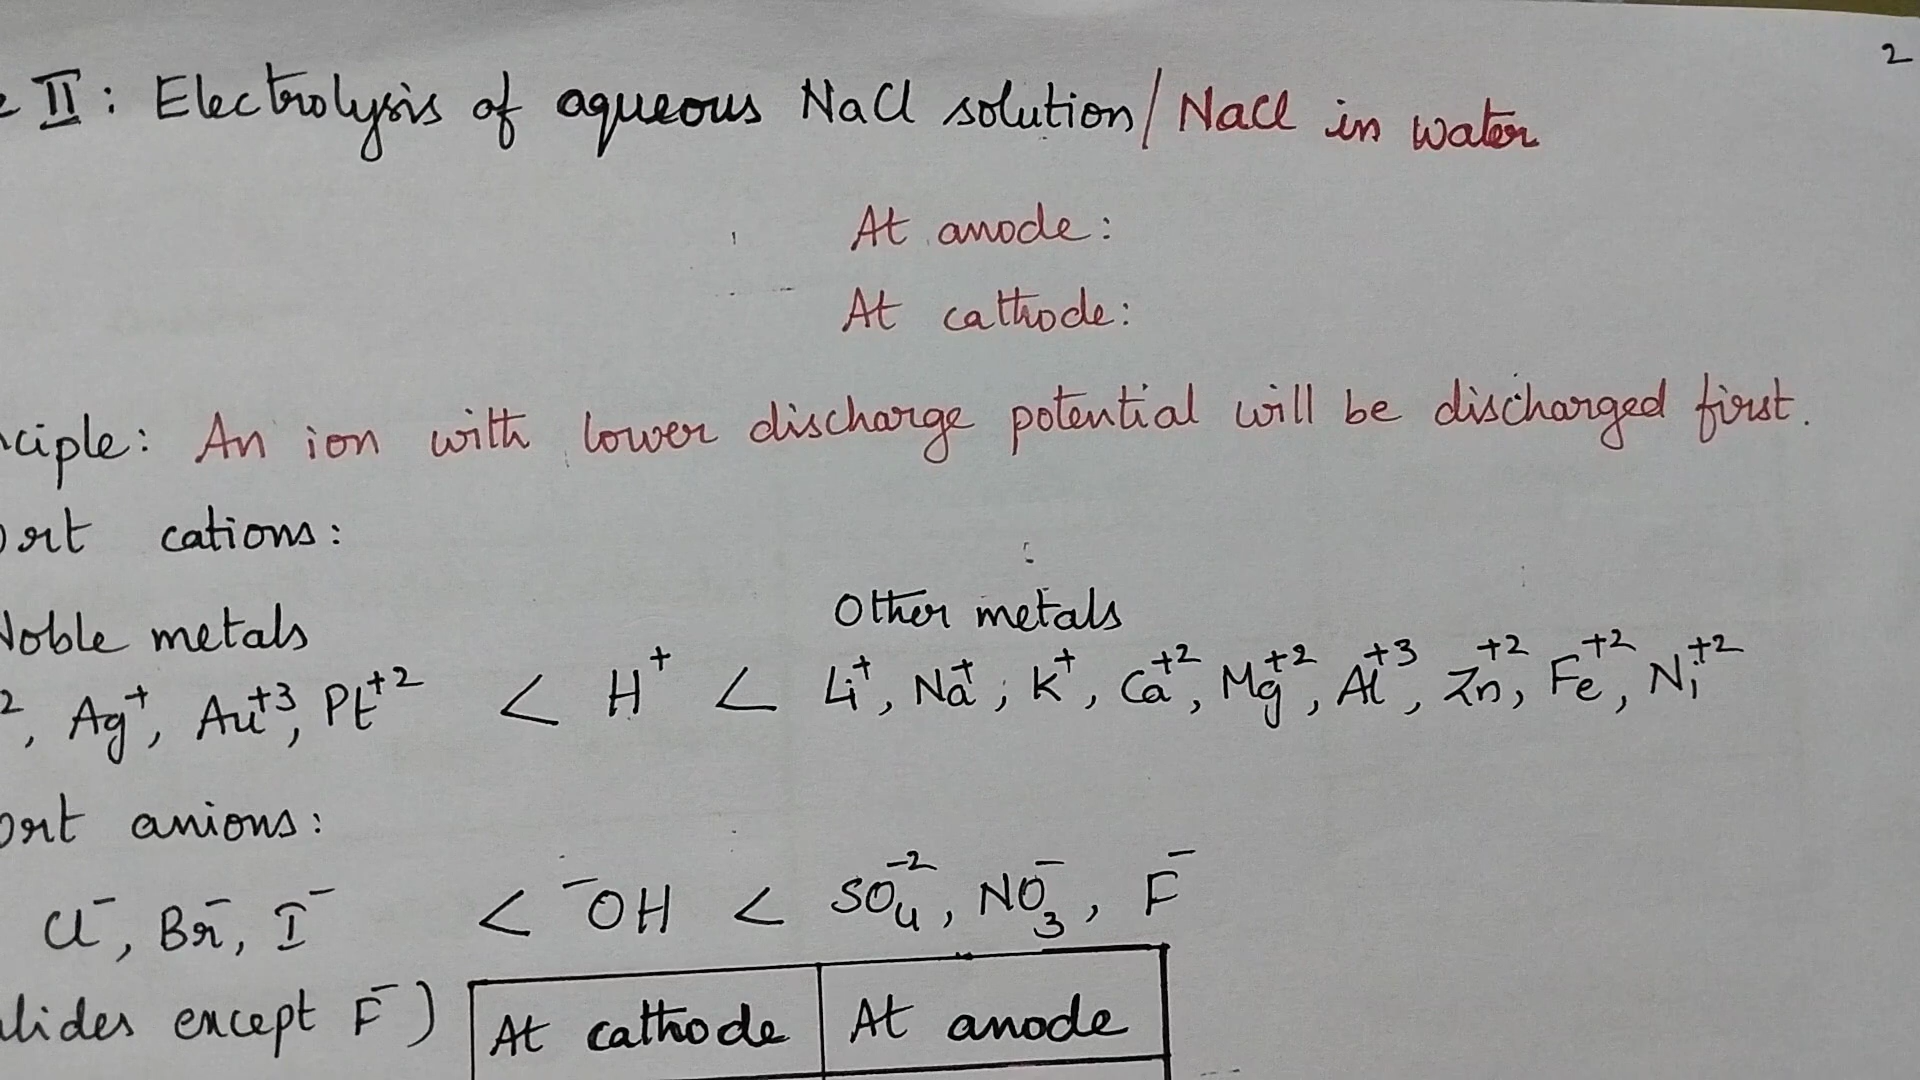 2
II: Electrolysis of aqueous NaCl solution/NaCl in water
At anode:
At cathode:
ciple: An ion with lower discharge potential will be discharged first.
ort cations:
Noble metals Other metals
2, Ag⁺, Au⁺³, Pt⁺² < H⁺ < Li⁺, Na⁺, K⁺, Ca⁺², Mg⁺², Al⁺³, Zn⁺², Fe⁺², Ni⁺²
ort anions:
Cl⁻, Br⁻, I⁻ < ⁻OH < SO₄⁻², NO₃⁻, F⁻
lides except F⁻)
At cathode At anode